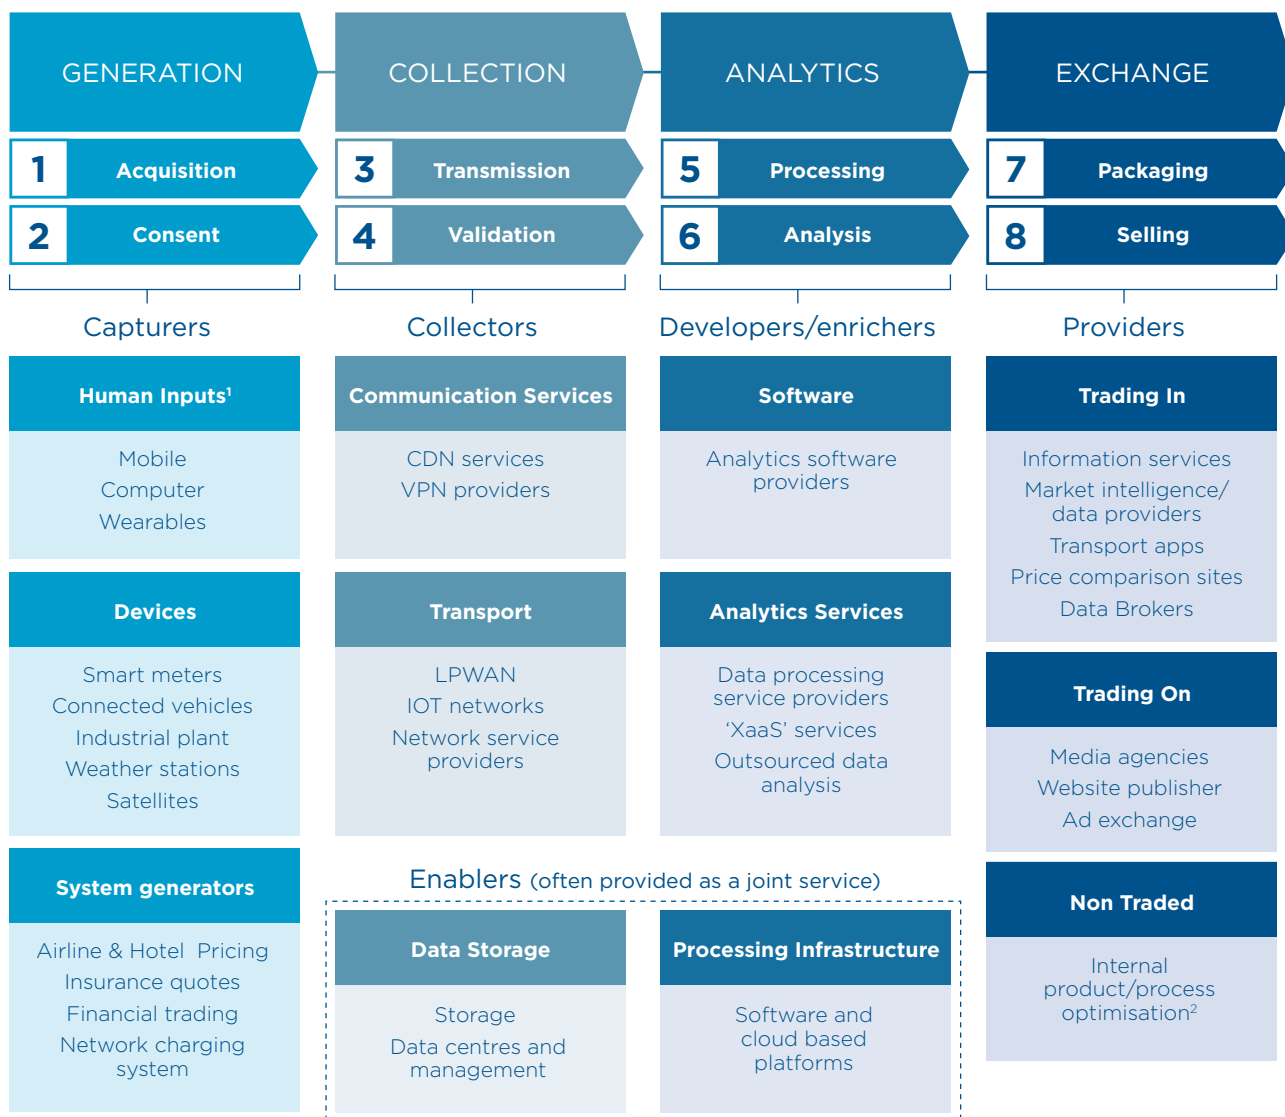 GENERATION
COLLECTION
ANALYTICS
EXCHANGE
1 Acquisition
3 Transmission
5 Processing
7 Packaging
2 Consent
4 Validation
6 Analysis
8 Selling
Capturers
Collectors
Developers/enrichers
Providers
Human Inputs¹
Mobile
Computer
Wearables
Devices
Smart meters
Connected vehicles
Industrial plant
Weather stations
Satellites
System generators
Airline & Hotel Pricing
Insurance quotes
Financial trading
Network charging
system
Communication Services
CDN services
VPN providers
Transport
LPWAN
IOT networks
Network service
providers
Software
Analytics software
providers
Analytics Services
Data processing
service providers
‘XaaS’ services
Outsourced data
analysis
Enablers (often provided as a joint service)
Data Storage
Storage
Data centres and
management
Processing Infrastructure
Software and
cloud based
platforms
Trading In
Information services
Market intelligence/
data providers
Transport apps
Price comparison sites
Data Brokers
Trading On
Media agencies
Website publisher
Ad exchange
Non Traded
Internal
product/process
optimisation²